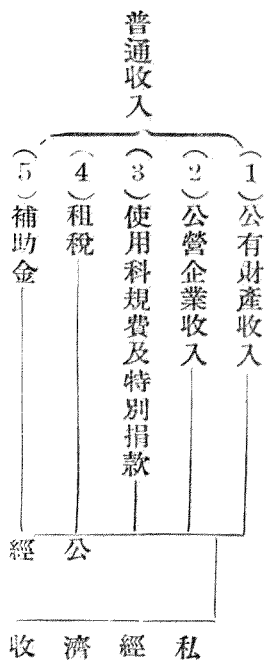 普通收入
（1）公有財產收入
（2）公營企業收入
（3）使用科規費及特別捐款
（4）租稅
（5）補助金
公經
私經濟收